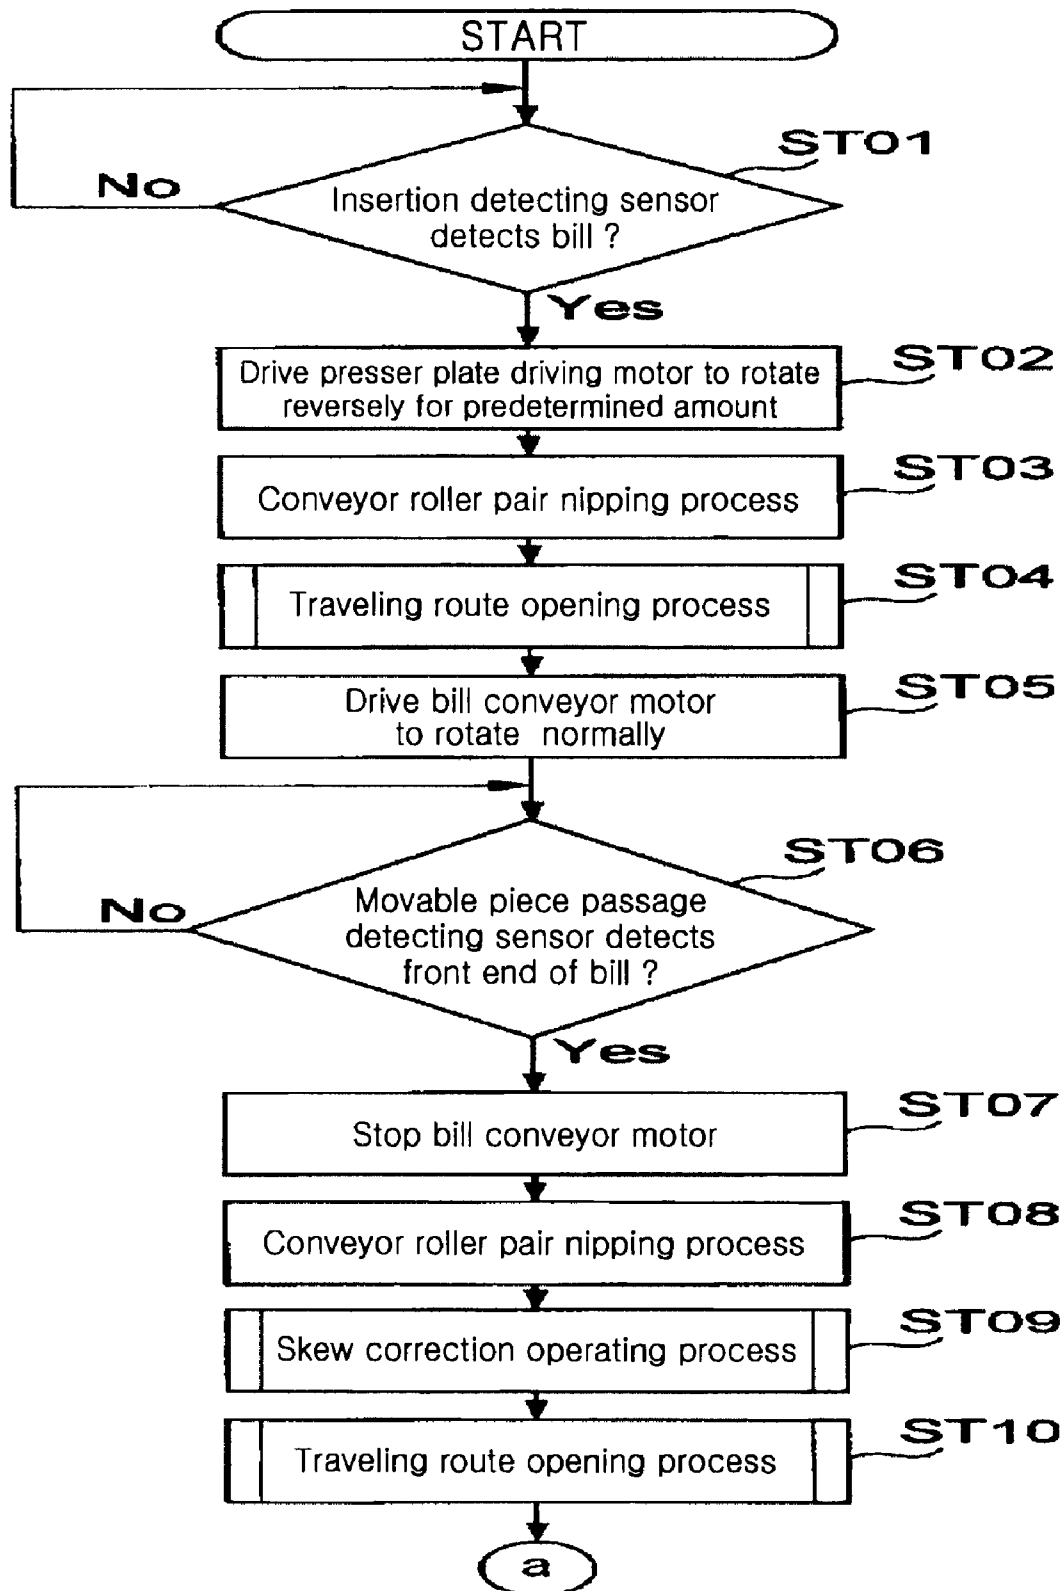 START
ST01
No
Insertion detecting sensor
detects bill ?
Yes
ST02
Drive presser plate driving motor to rotate
reversely for predetermined amount
ST03
Conveyor roller pair nipping process
ST04
Traveling route opening process
ST05
Drive bill conveyor motor
to rotate normally
ST06
No
Movable piece passage
detecting sensor detects
front end of bill ?
Yes
ST07
Stop bill conveyor motor
ST08
Conveyor roller pair nipping process
ST09
Skew correction operating process
ST10
Traveling route opening process
a